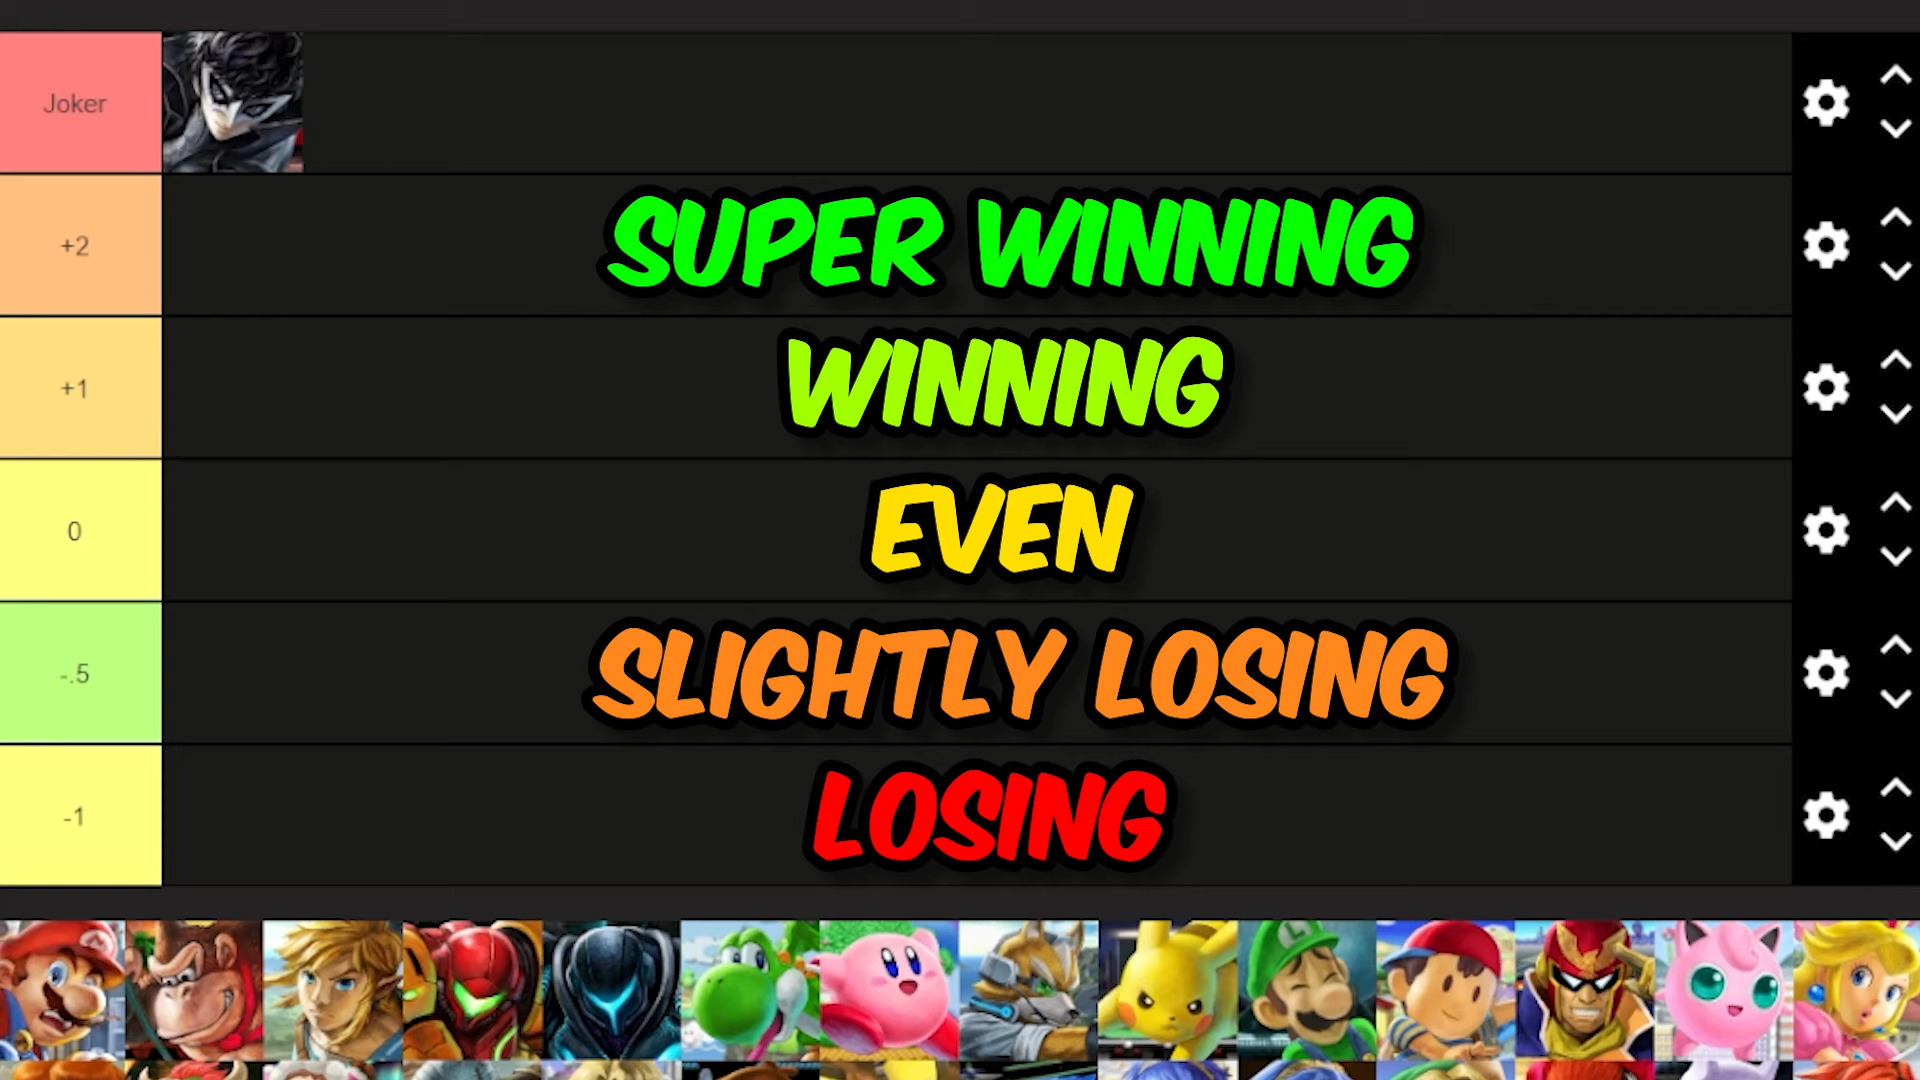 Joker
+2
SUPER WINNING
+1
WINNING
0
EVEN
-.5
SLIGHTLY LOSING
-1
LOSING